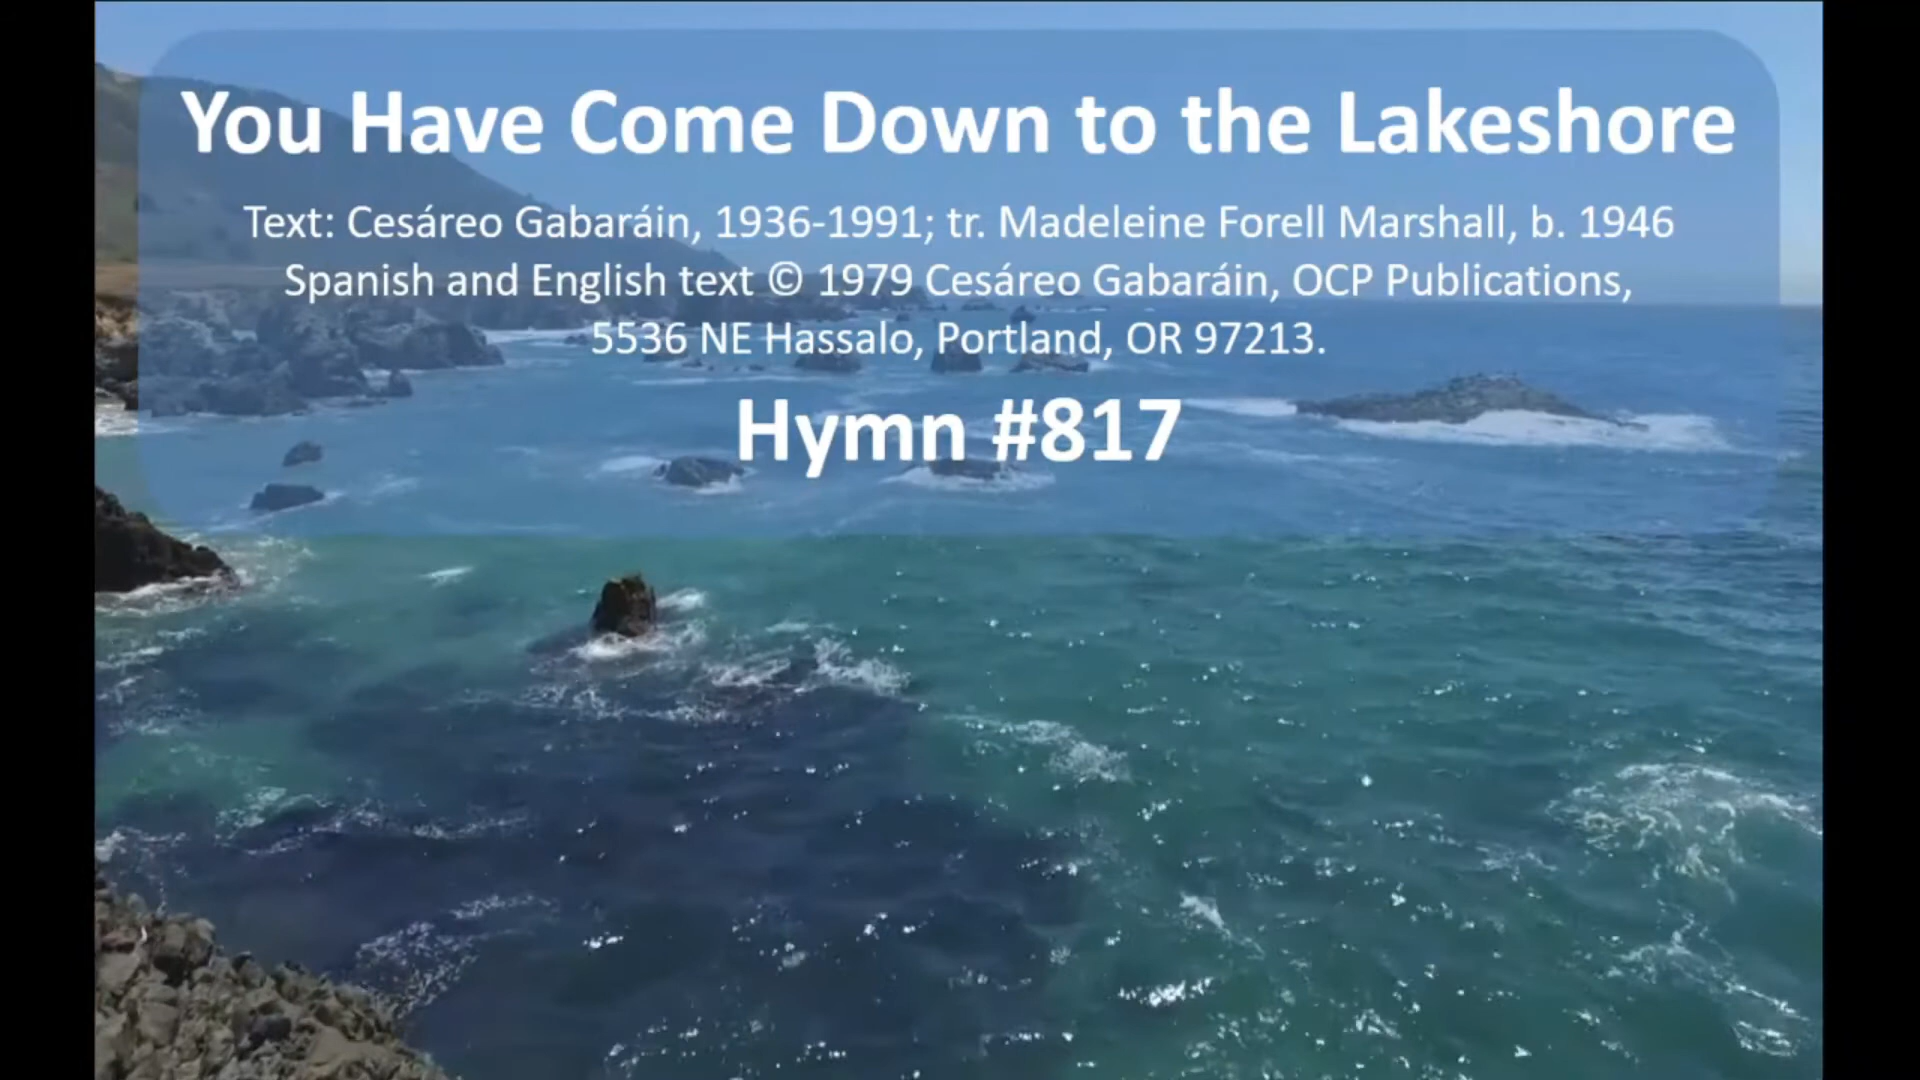 You Have Come Down to the Lakeshore
Text: Cesáreo Gabaráin, 1936-1991; tr. Madeleine Forell Marshall, b. 1946
Spanish and English text © 1979 Cesáreo Gabaráin, OCP Publications,
5536 NE Hassalo, Portland, OR 97213.
Hymn #817